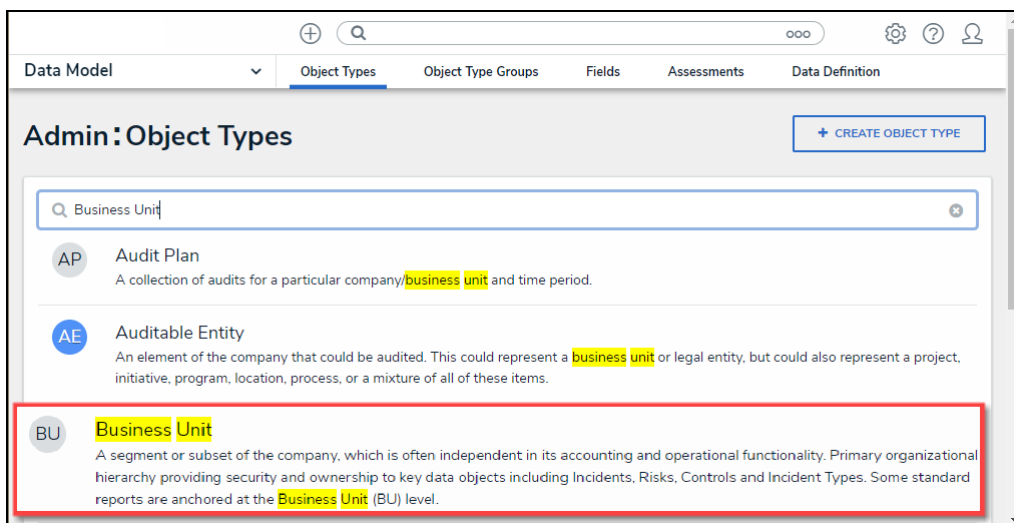 ooo
Data Model
Object Types
Object Type Groups
Fields
Assessments
Data Definition
Admin:Object Types
+ CREATE OBJECT TYPE
Business Unit
AP
Audit Plan
A collection of audits for a particular company/business unit and time period.
AE
Auditable Entity
An element of the company that could be audited. This could represent a business unit or legal entity, but could also represent a project,
initiative, program, location, process, or a mixture of all of these items.
BU
Business Unit
A segment or subset of the company, which is often independent in its accounting and operational functionality. Primary organizational
hierarchy providing security and ownership to key data objects including Incidents, Risks, Controls and Incident Types. Some standard
reports are anchored at the Business Unit (BU) level.